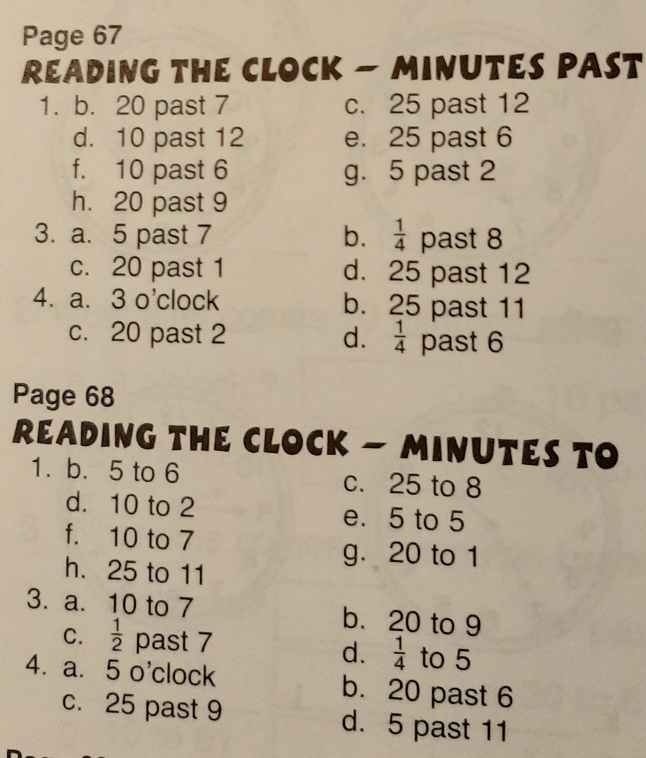 Page 67
READING THE CLOCK – MINUTES PAST
1. b. 20 past 7 c. 25 past 12
d. 10 past 12 e. 25 past 6
f. 10 past 6 g. 5 past 2
h. 20 past 9
3. a. 5 past 7 b. 1/4 past 8
c. 20 past 1 d. 25 past 12
4. a. 3 o'clock b. 25 past 11
c. 20 past 2 d. 1/4 past 6
Page 68
READING THE CLOCK – MINUTES TO
1. b. 5 to 6 c. 25 to 8
d. 10 to 2 e. 5 to 5
f. 10 to 7 g. 20 to 1
h. 25 to 11
3. a. 10 to 7 b. 20 to 9
c. 1/2 past 7 d. 1/4 to 5
4. a. 5 o'clock b. 20 past 6
c. 25 past 9 d. 5 past 11